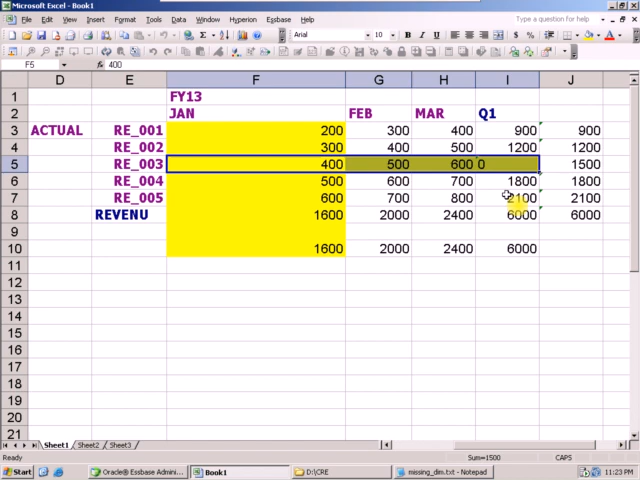 Microsoft Excel - Book1
File Edit View Insert Format Tools Data Window Hyperion Essbase Help Type a question for help
Arial 10 B I U $ %
F5 fx 400
D E F G H I J
1 FY13
2 JAN FEB MAR Q1
3 ACTUAL RE_001 200 300 400 900 900
4 RE_002 300 400 500 1200 1200
5 RE_003 400 500 600 0 1500
6 RE_004 500 600 700 1800 1800
7 RE_005 600 700 800 2100 2100
8 REVENU 1600 2000 2400 6000 6000
9
10 1600 2000 2400 6000
11
12
13
14
15
16
17
18
19
20
21
Sheet1 Sheet2 Sheet3
Ready Sum=1500 CAPS
Start Oracle® Essbase Admini... Book1 D:\CRE missing_dim.txt - Notepad 11:23 PM